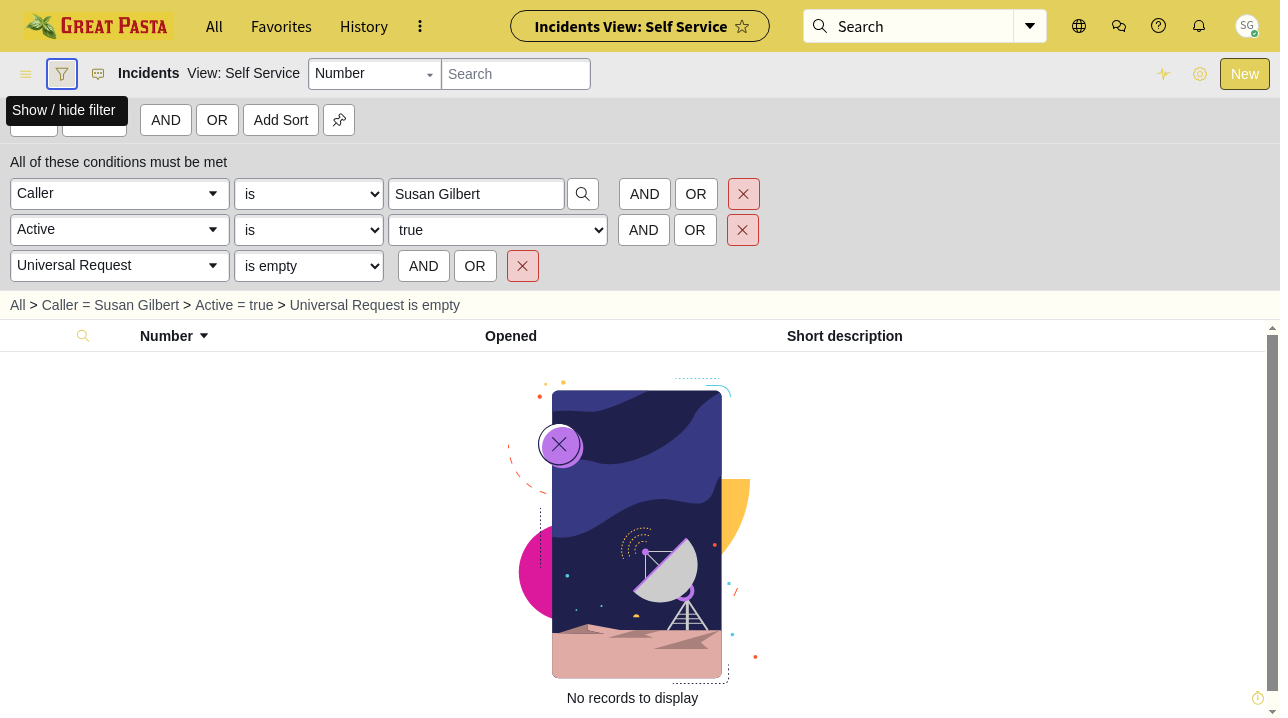 GREAT PASTA
All
Favorites
History
Incidents View: Self Service
Search
SG
Incidents
View: Self Service
Number
Search
New
Show / hide filter
AND
OR
Add Sort
All of these conditions must be met
Caller
is
Susan Gilbert
AND
OR
Active
is
true
AND
OR
Universal Request
is empty
AND
OR
All > Caller = Susan Gilbert > Active = true > Universal Request is empty
Number
Opened
Short description
No records to display